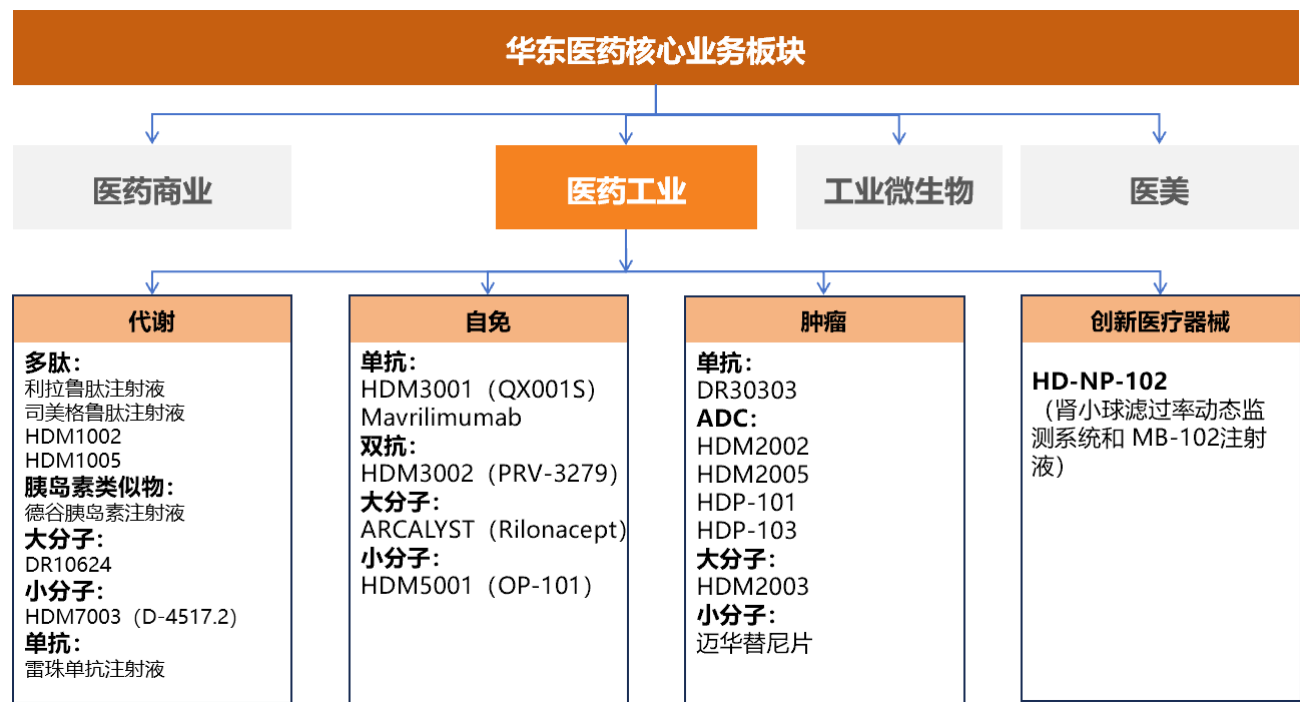 华东医药核心业务板块
医药商业
医药工业
工业微生物
医美
代谢
多肽：
利拉鲁肽注射液
司美格鲁肽注射液
HDM1002
HDM1005
胰岛素类似物：
德谷胰岛素注射液
大分子：
DR10624
小分子：
HDM7003（D-4517.2）
单抗：
雷珠单抗注射液
自免
单抗：
HDM3001（QX001S）
Mavrilimumab
双抗：
HDM3002（PRV-3279）
大分子：
ARCALYST（Rilonacept）
小分子：
HDM5001（OP-101）
肿瘤
单抗：
DR30303
ADC：
HDM2002
HDM2005
HDP-101
HDP-103
大分子：
HDM2003
小分子：
迈华替尼片
创新医疗器械
HD-NP-102
（肾小球滤过率动态监
测系统和 MB-102注射
液）